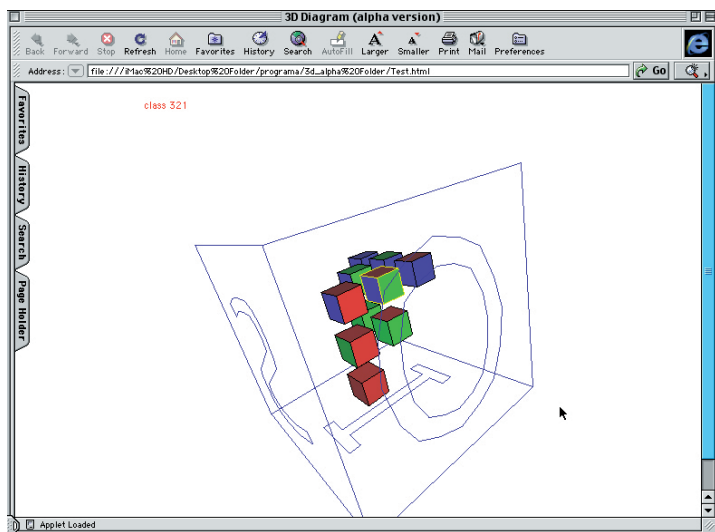 3D Diagram (alpha version)
Back Forward Stop Refresh Home Favorites History Search AutoFill Larger Smaller Print Mail Preferences
Address: file:///iMac%20HD/Desktop%20Folder/programa/3d_alpha%20Folder/Test.html Go
class 321
Favorites
History
Search
Page Holder
Applet Loaded